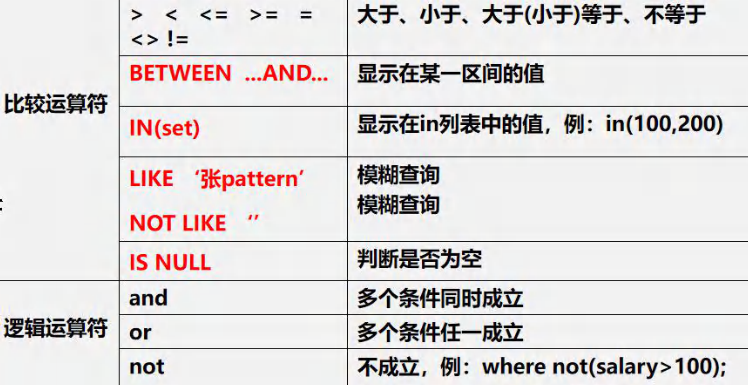 比较运算符
> < <= >= =
<> !=
大于、小于、大于(小于)等于、不等于
BETWEEN ...AND...
显示在某一区间的值
IN(set)
显示在in列表中的值，例：in(100,200)
LIKE ‘张pattern’
模糊查询
NOT LIKE ‘’
模糊查询
IS NULL
判断是否为空
逻辑运算符
and
多个条件同时成立
or
多个条件任一成立
not
不成立，例：where not(salary>100);